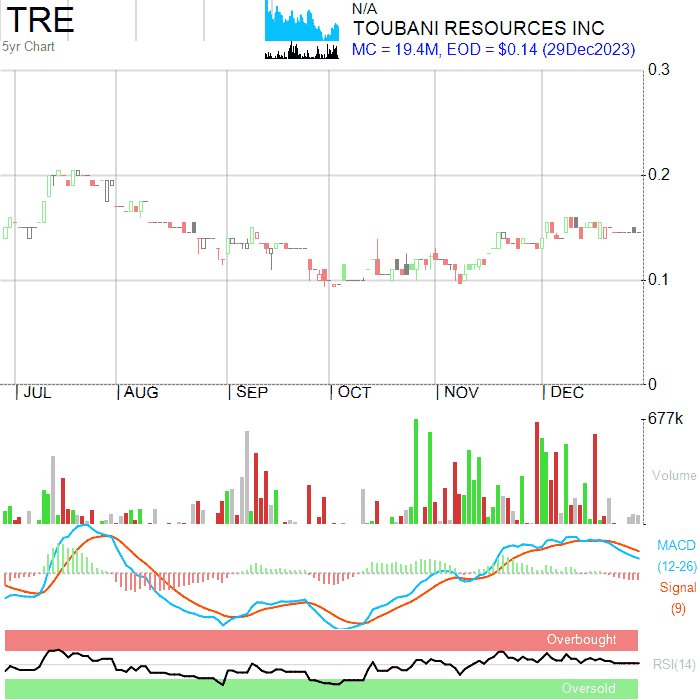 TRE
5yr Chart
N/A
TOUBANI RESOURCES INC
MC = 19.4M, EOD = $0.14 (29Dec2023)
0.3
0.2
0.1
0
JUL AUG SEP OCT NOV DEC
677k
Volume
MACD
(12-26)
Signal
(9)
Overbought
RSI(14)
Oversold